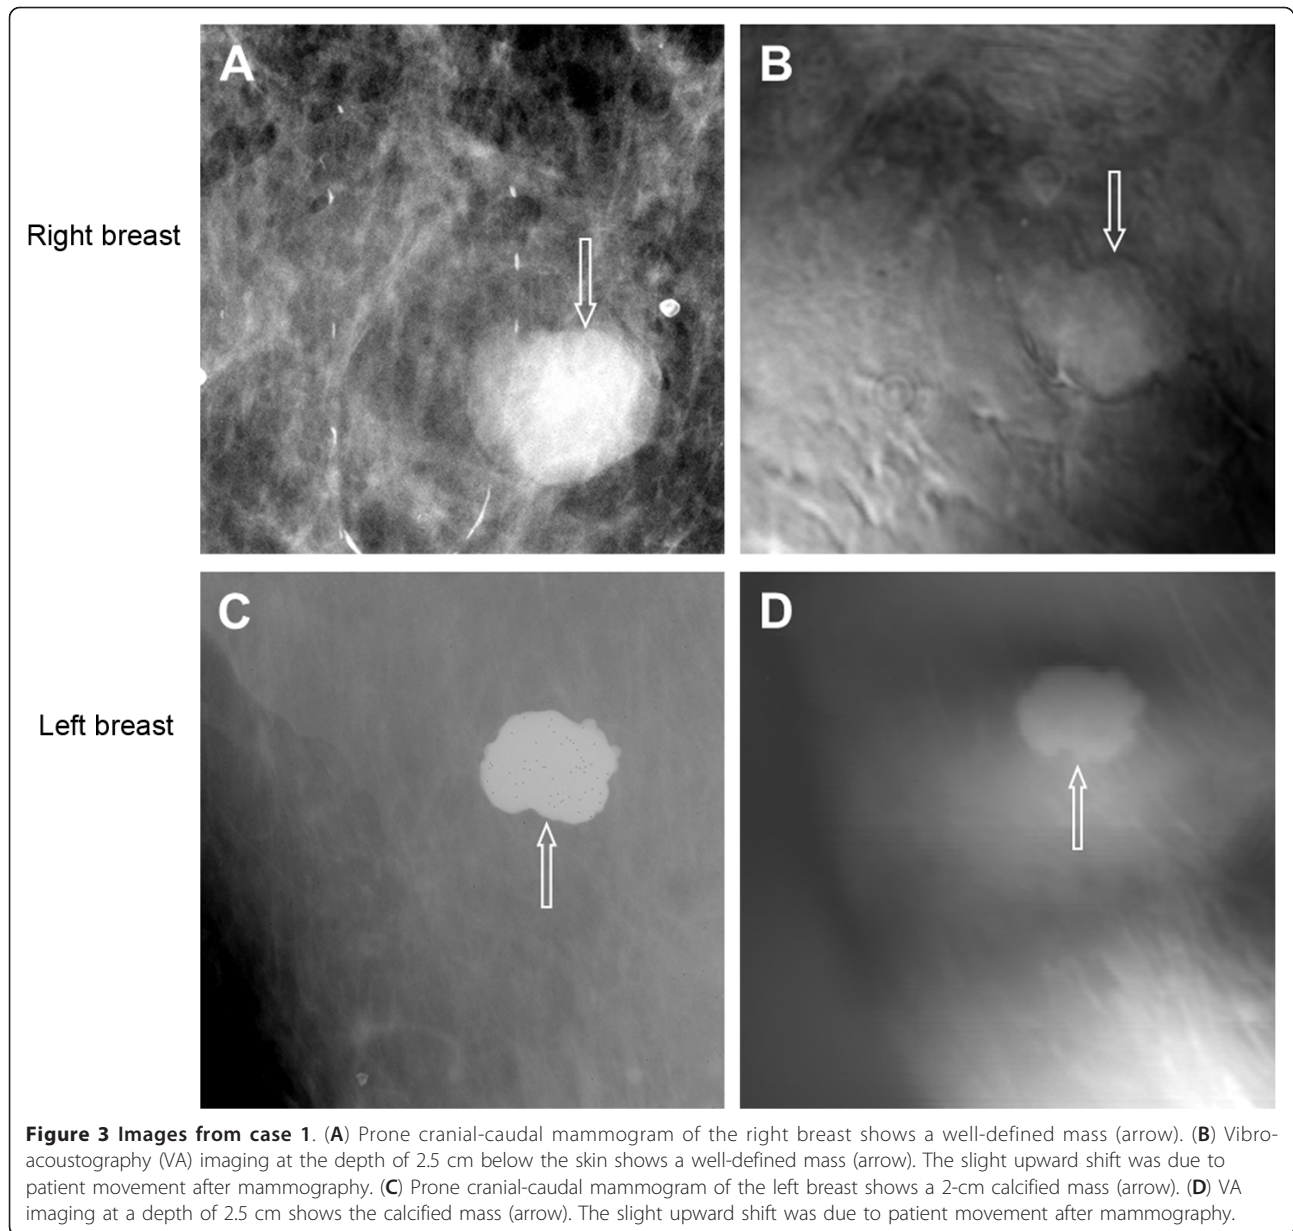 A
B
Right breast
C
D
Left breast
Figure 3 Images from case 1. (A) Prone cranial-caudal mammogram of the right breast shows a well-defined mass (arrow). (B) Vibro-
acoustography (VA) imaging at the depth of 2.5 cm below the skin shows a well-defined mass (arrow). The slight upward shift was due to
patient movement after mammography. (C) Prone cranial-caudal mammogram of the left breast shows a 2-cm calcified mass (arrow). (D) VA
imaging at a depth of 2.5 cm shows the calcified mass (arrow). The slight upward shift was due to patient movement after mammography.